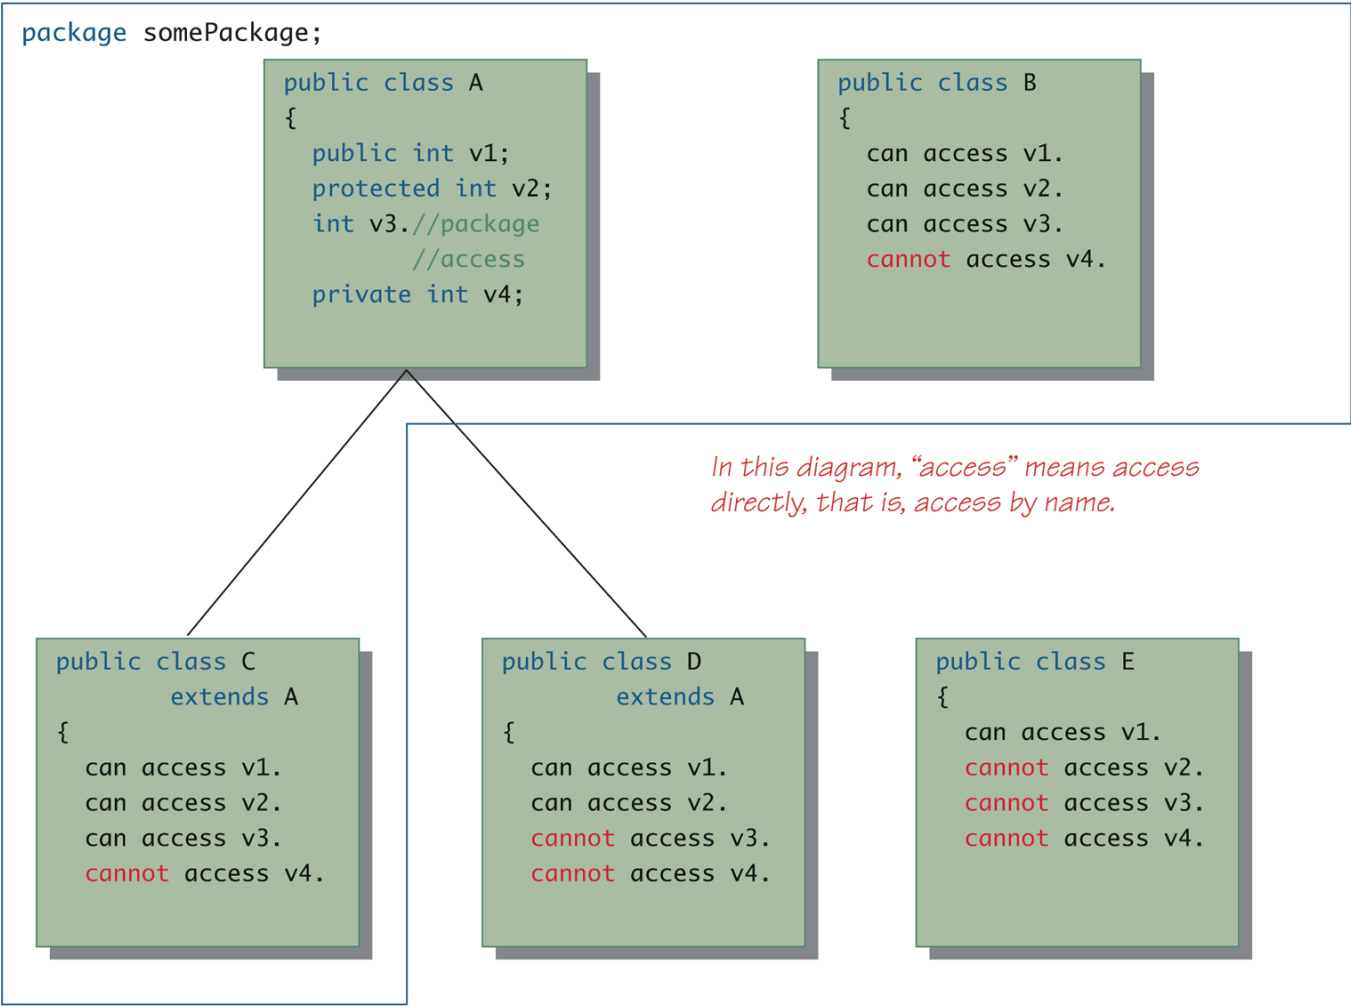 package somePackage;
public class A
{
public int v1;
protected int v2;
int v3.//package
//access
private int v4;
public class B
{
can access v1.
can access v2.
can access v3.
cannot access v4.
In this diagram, “access” means access
directly, that is, access by name.
public class C
extends A
{
can access v1.
can access v2.
can access v3.
cannot access v4.
public class D
extends A
{
can access v1.
can access v2.
cannot access v3.
cannot access v4.
public class E
{
can access v1.
cannot access v2.
cannot access v3.
cannot access v4.